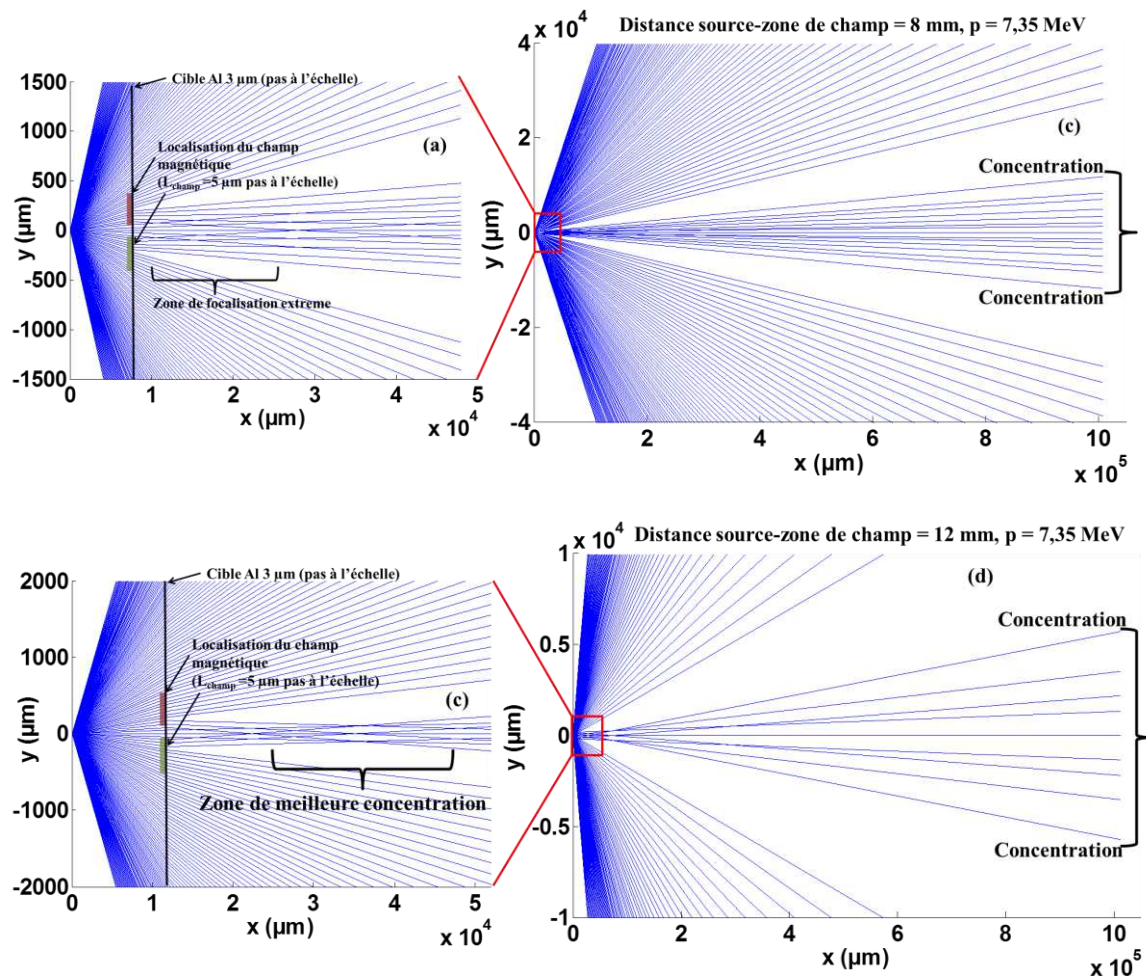 x 10^4
Distance source-zone de champ = 8 mm, p = 7,35 MeV
Cible Al 3 µm (pas à l'échelle)
Localisation du champ
magnétique
(L_champ =5 µm pas à l'échelle)
(a)
Zone de focalisation extreme
1500
1000
500
0
-500
-1000
-1500
y (µm)
0
1
2
3
4
5
x (µm)
x 10^4
(c)
Concentration
Concentration
4
2
0
-2
-4
y (µm)
0
2
4
6
8
10
x (µm)
x 10^5
x 10^4
Distance source-zone de champ = 12 mm, p = 7,35 MeV
Cible Al 3 µm (pas à l'échelle)
Localisation du champ
magnétique
(L_champ =5 µm pas à l'échelle)
(c)
Zone de meilleure concentration
2000
1000
0
-1000
-2000
y (µm)
0
1
2
3
4
5
x (µm)
x 10^4
(d)
Concentration
Concentration
1
0.5
0
-0.5
-1
y (µm)
0
2
4
6
8
10
x (µm)
x 10^5